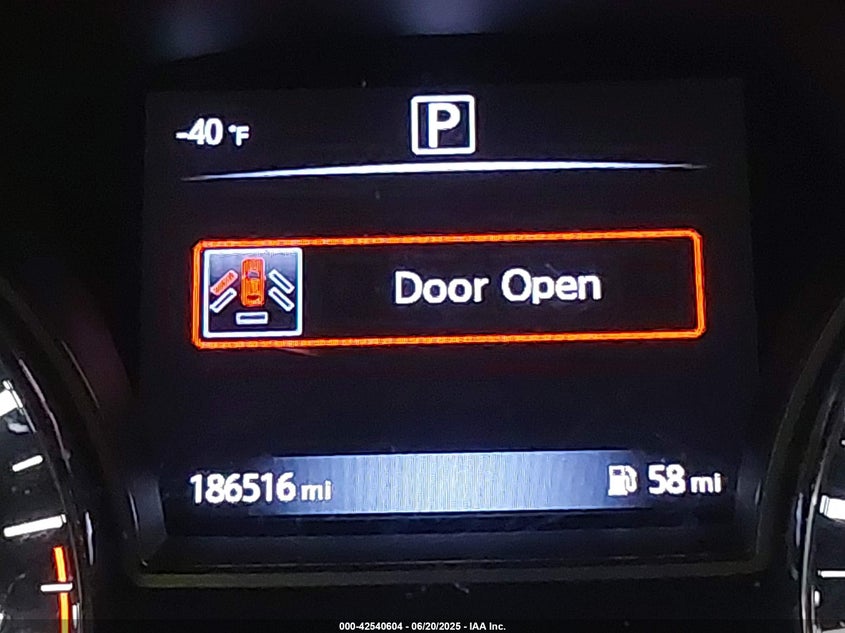 -40 °F
P
Door Open
186516 mi
58 mi
000-42540604 - 06/20/2025 - IAA Inc.